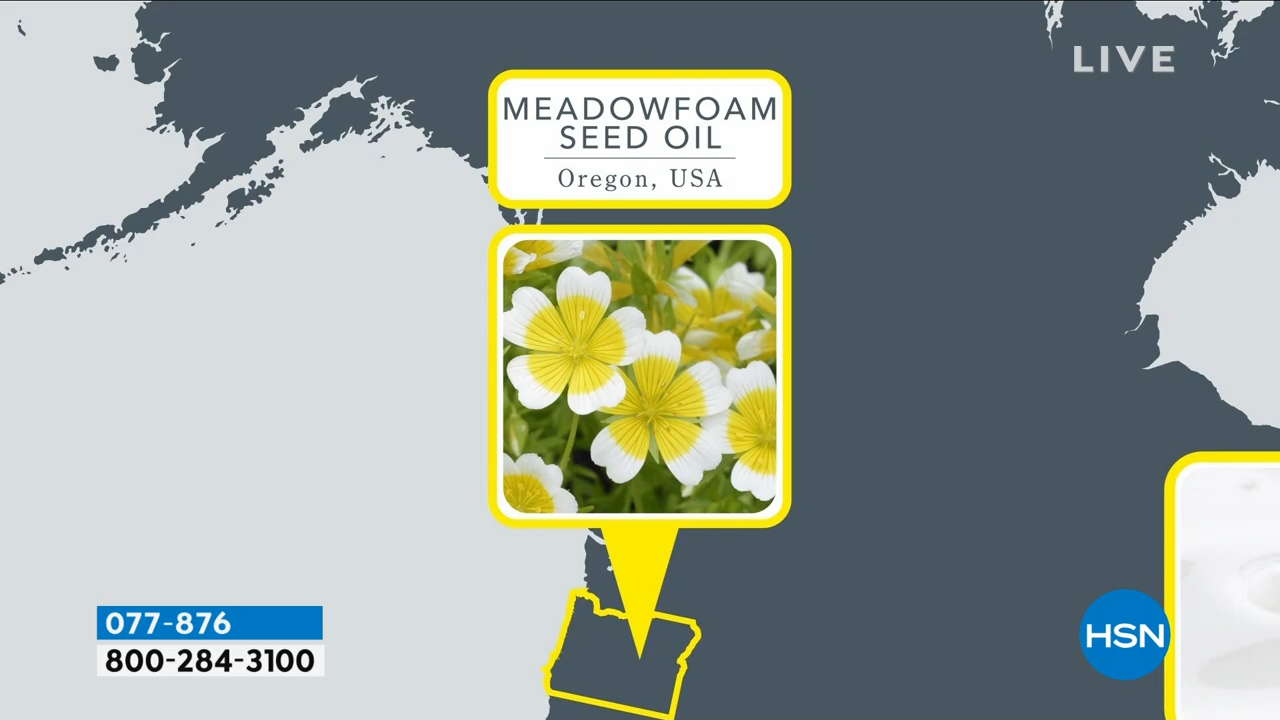 LIVE
MEADOWFOAM
SEED OIL
Oregon, USA
077-876
800-284-3100
HSN